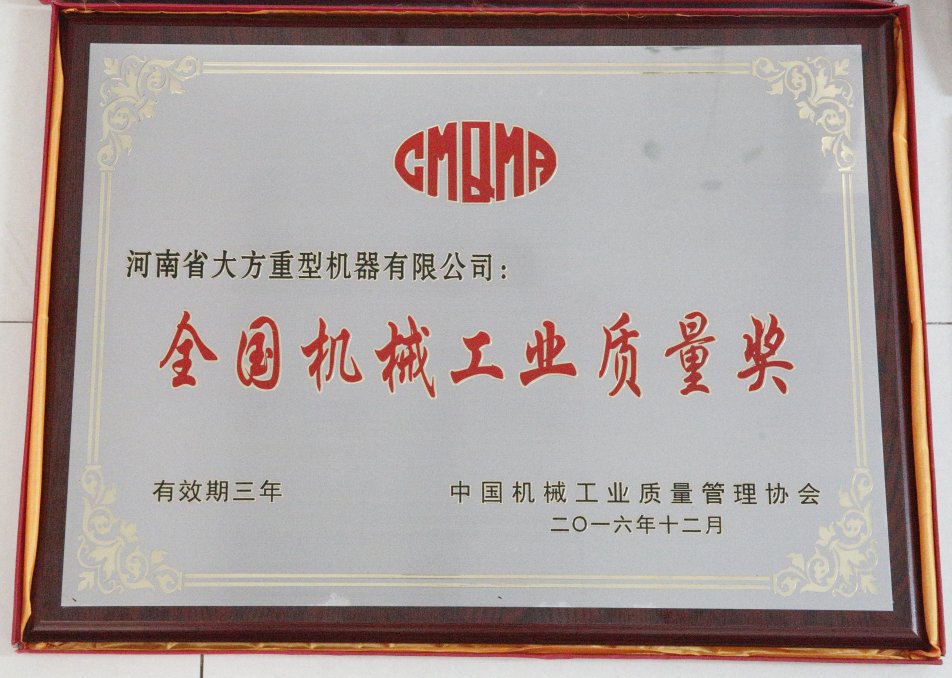 CMQMA
河南省大方重型机器有限公司：
全国机械工业质量奖
有效期三年
中国机械工业质量管理协会
二〇一六年十二月